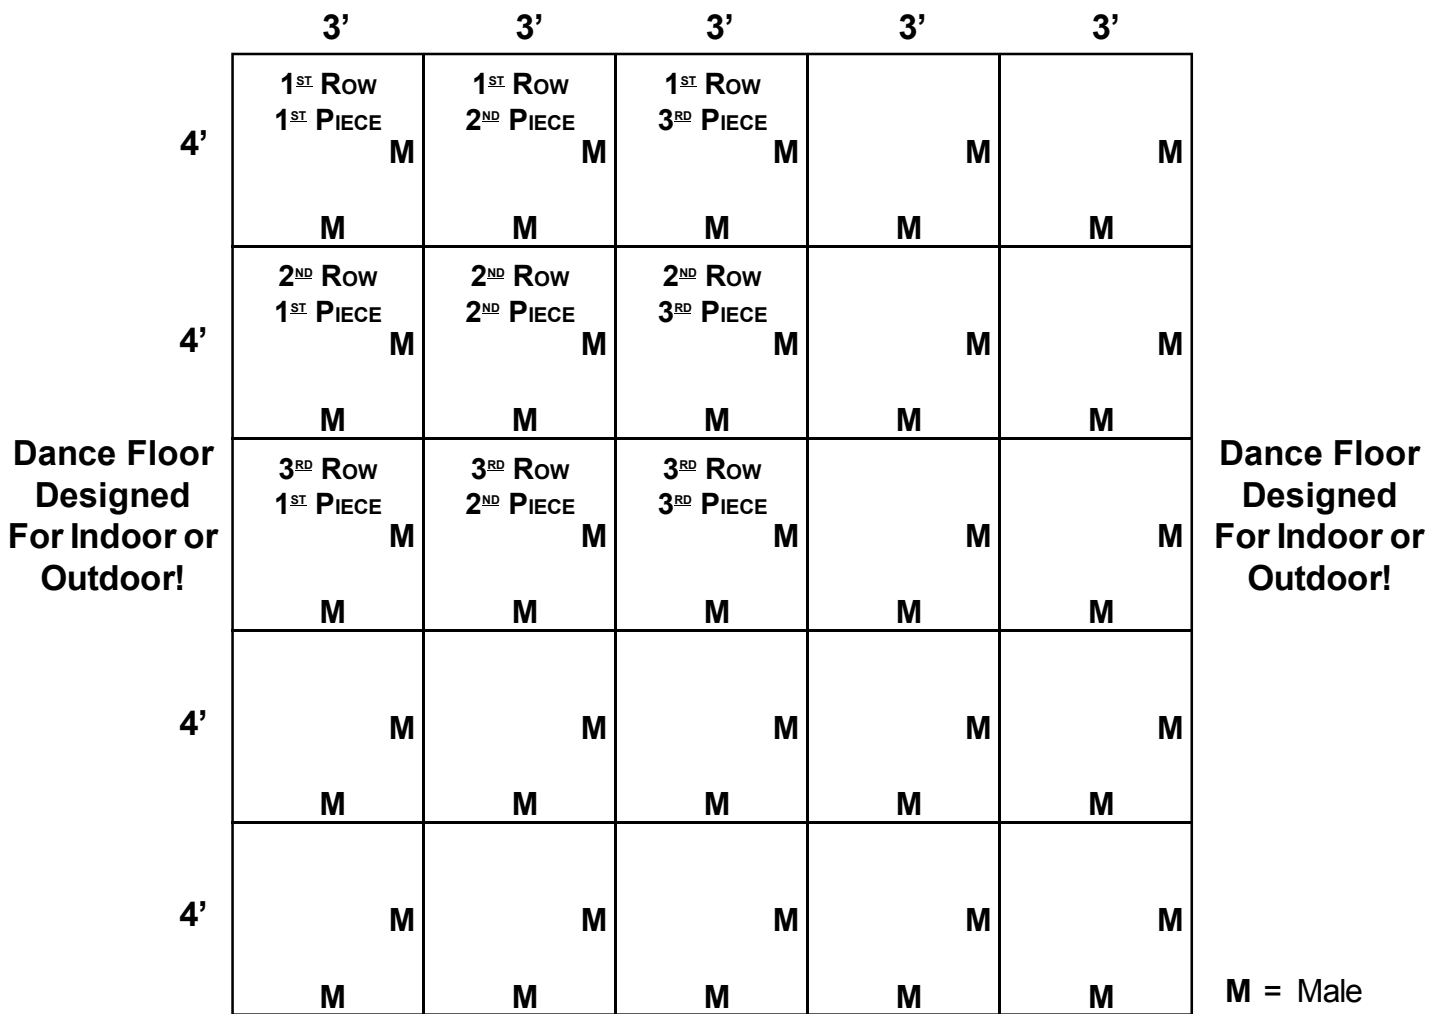 3’ 3’ 3’ 3’ 3’
4’
1ST ROW 1ST ROW 1ST ROW
1ST PIECE 2ND PIECE 3RD PIECE
M M M M M
M M M M M
4’
2ND ROW 2ND ROW 2ND ROW
1ST PIECE 2ND PIECE 3RD PIECE
M M M M M
M M M M M
Dance Floor
Designed
For Indoor or
Outdoor!
3RD ROW 3RD ROW 3RD ROW
1ST PIECE 2ND PIECE 3RD PIECE
M M M M M
M M M M M
Dance Floor
Designed
For Indoor or
Outdoor!
4’
M M M M M
M M M M M
4’
M M M M M
M M M M M
M = Male